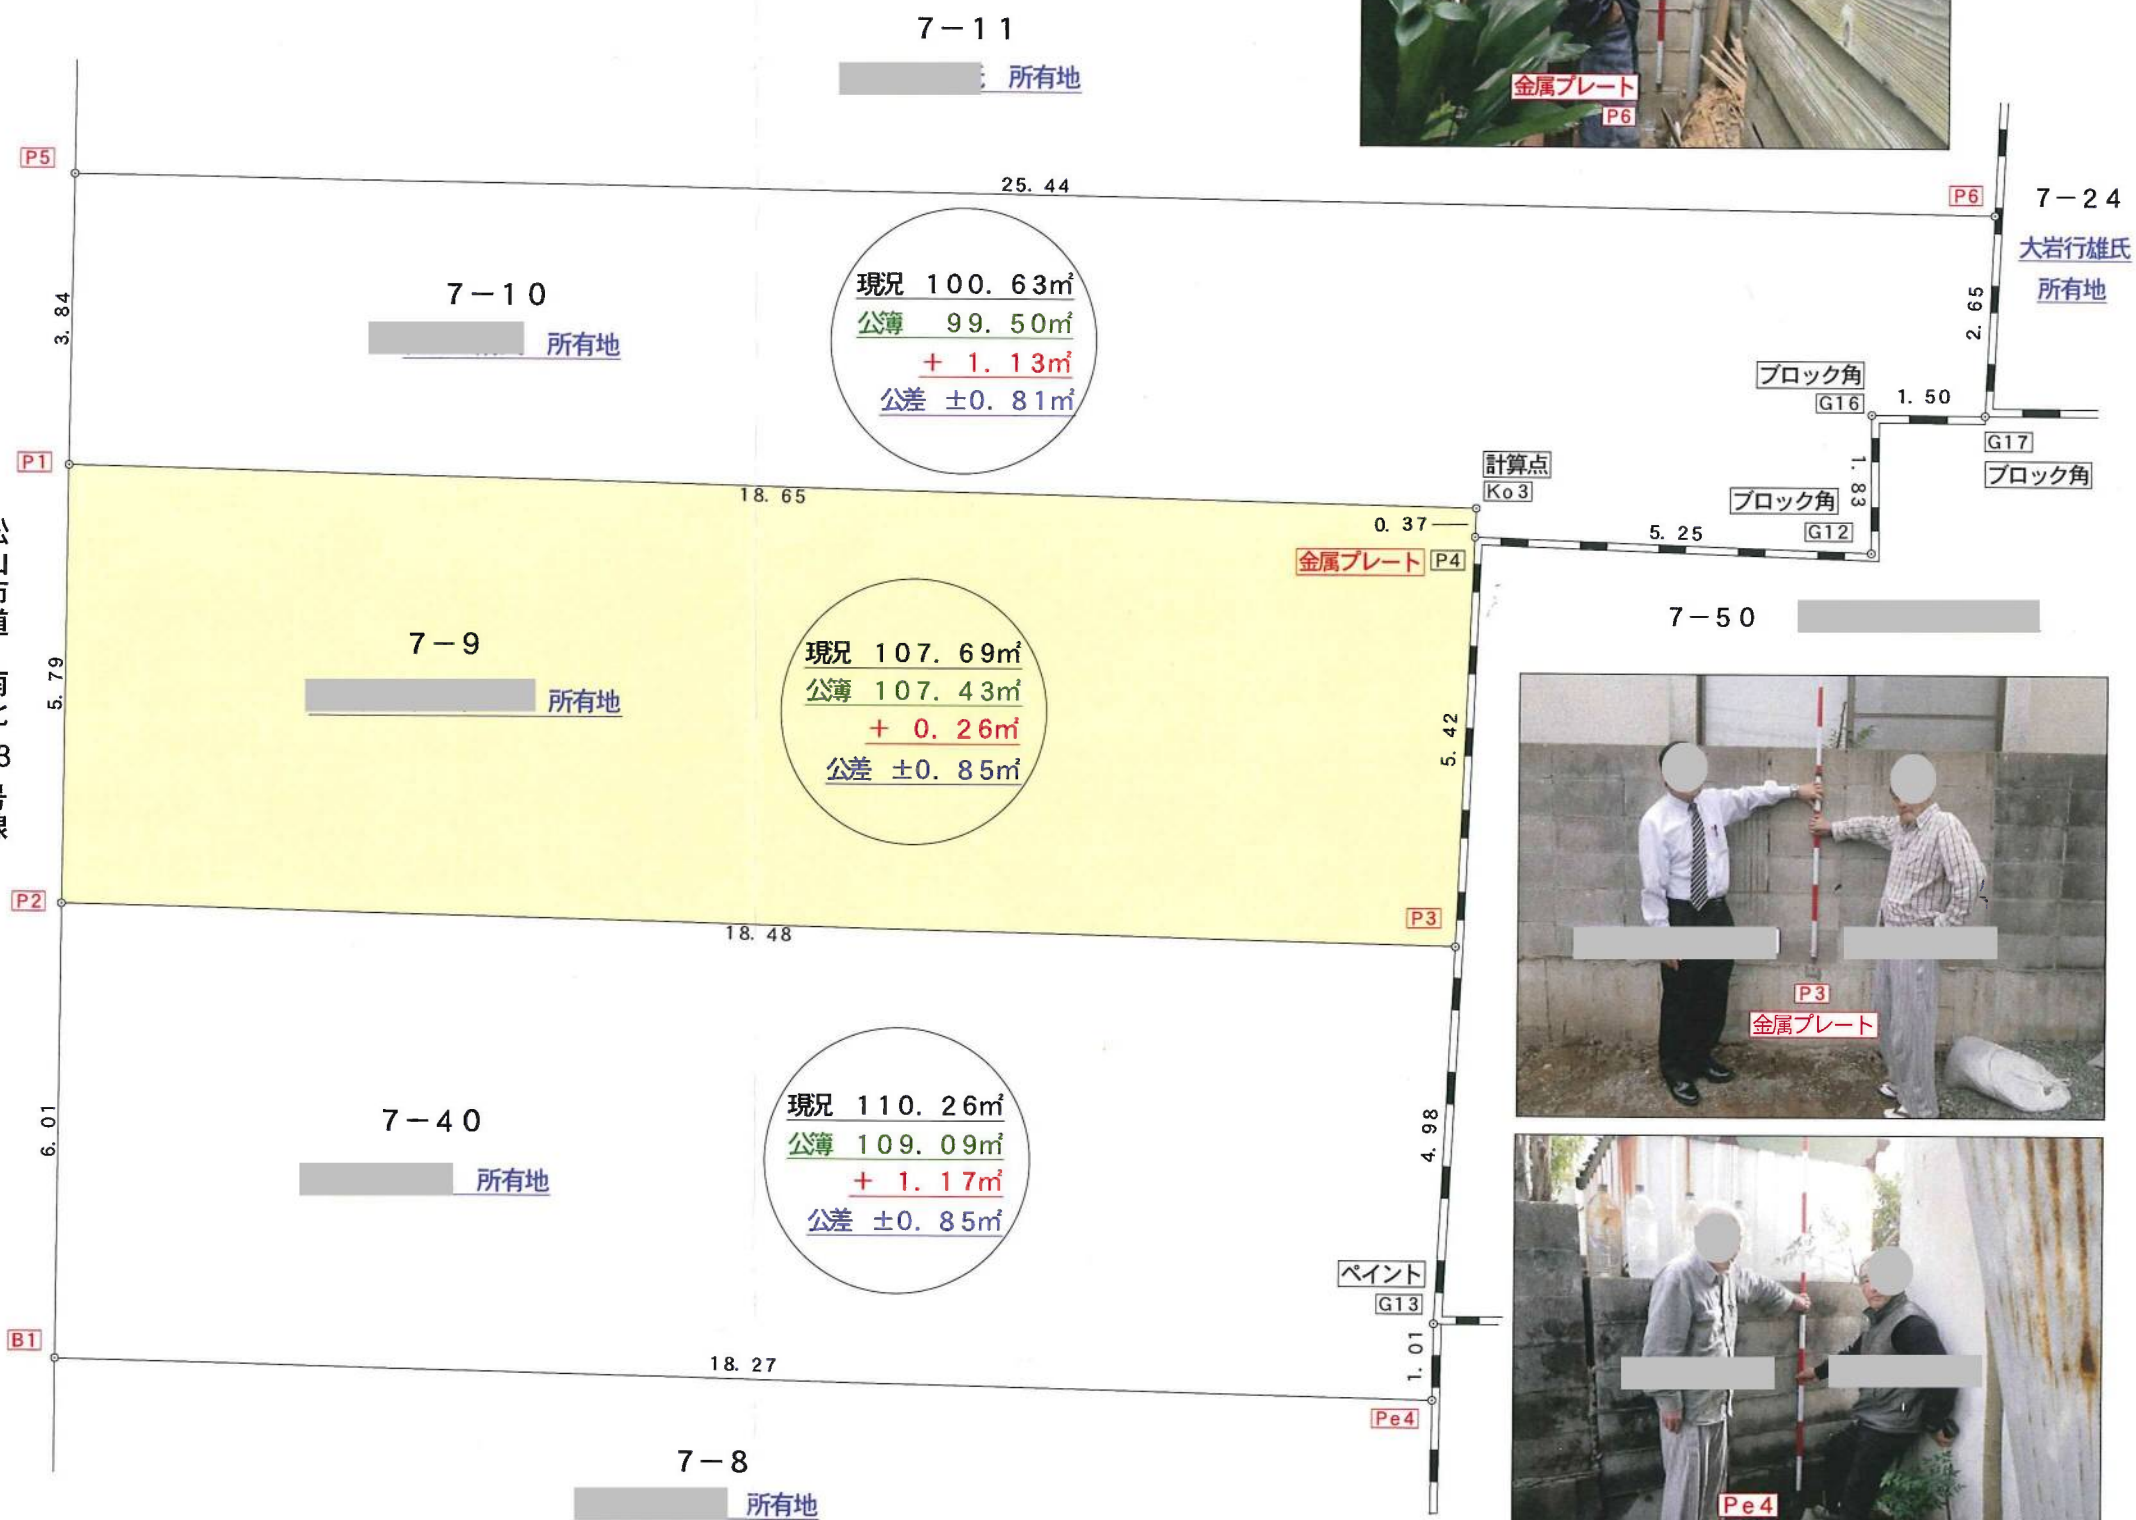 7－11
所有地
金属プレート
P6
P5
25.44
P6
7－24
大岩行雄氏
所有地
3.84
7－10
所有地
現況 100.63㎡
公簿 99.50㎡
＋ 1.13㎡
公差 ±0.81㎡
2.65
ブロック角
G16
1.50
G17
ブロック角
1.83
P1
18.65
計算点
Ko3
0.37
ブロック角
G12
5.25
金属プレート P4
7－50
5.79
7－9
所有地
現況 107.69㎡
公簿 107.43㎡
＋ 0.26㎡
公差 ±0.85㎡
5.42
P2
18.48
P3
P3
金属プレート
6.01
7－40
所有地
現況 110.26㎡
公簿 109.09㎡
＋ 1.17㎡
公差 ±0.85㎡
4.98
ペイント
G13
1.01
B1
18.27
Pe4
7－8
所有地
Pe4